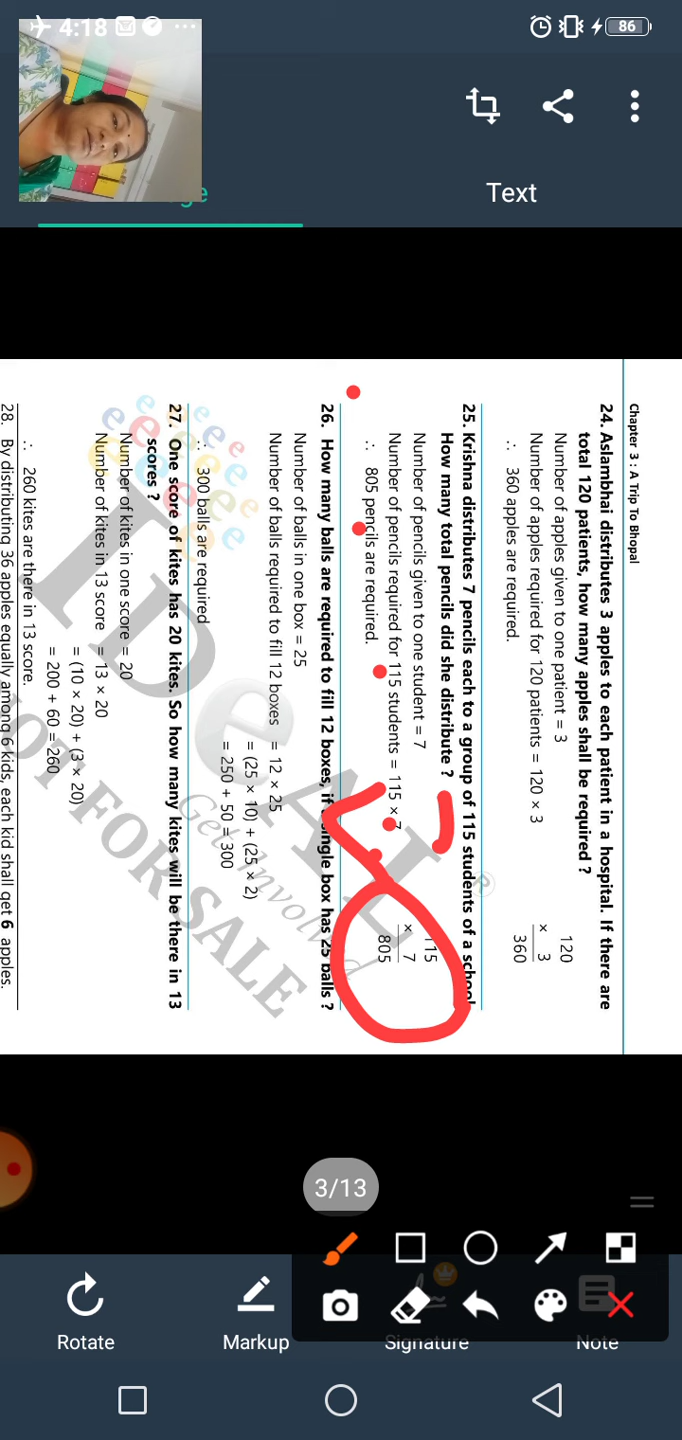 4:18
86
Text
Chapter 3 : A Trip To Bhopal
24. Aslambhai distributes 3 apples to each patient in a hospital. If there are
total 120 patients, how many apples shall be required ?
Number of apples given to one patient = 3
Number of apples required for 120 patients = 120 × 3
∴ 360 apples are required.
120
× 3
360
25. Krishna distributes 7 pencils each to a group of 115 students of a school.
How many total pencils did she distribute ?
Number of pencils given to one student = 7
Number of pencils required for 115 students = 115 × 7
∴ 805 pencils are required.
115
× 7
805
26. How many balls are required to fill 12 boxes, if single box has 25 balls ?
Number of balls in one box = 25
Number of balls required to fill 12 boxes = 12 × 25
= (25 × 10) + (25 × 2)
= 250 + 50 = 300
∴ 300 balls are required
27. One score of kites has 20 kites. So how many kites will be there in 13
scores ?
Number of kites in one score = 20
Number of kites in 13 score = 13 × 20
= (10 × 20) + (3 × 20)
= 200 + 60 = 260
∴ 260 kites are there in 13 score.
28. By distributing 36 apples equally among 6 kids, each kid shall get 6 apples.
IDeAL®
Get Involved
NOT FOR SALE
3/13
Rotate
Markup
Signature
Note